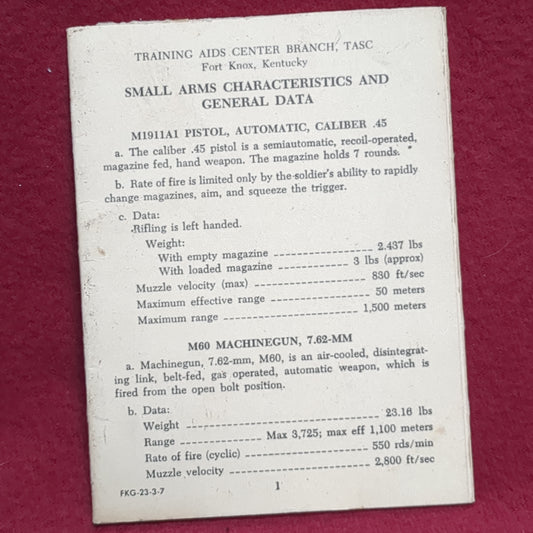 TRAINING AIDS CENTER BRANCH, TASC
Fort Knox, Kentucky
SMALL ARMS CHARACTERISTICS AND
GENERAL DATA
M1911A1 PISTOL, AUTOMATIC, CALIBER .45
a. The caliber .45 pistol is a semiautomatic, recoil-operated,
magazine fed, hand weapon. The magazine holds 7 rounds.
b. Rate of fire is limited only by the soldier's ability to rapidly
change magazines, aim, and squeeze the trigger.
c. Data:
Rifling is left handed.
Weight:
With empty magazine -------------- 2.437 lbs
With loaded magazine ---------- 3 lbs (approx)
Muzzle velocity (max) ---------------- 830 ft/sec
Maximum effective range --------------- 50 meters
Maximum range ---------------------- 1,500 meters
M60 MACHINEGUN, 7.62-MM
a. Machinegun, 7.62-mm, M60, is an air-cooled, disintegrat-
ing link, belt-fed, gas operated, automatic weapon, which is
fired from the open bolt position.
b. Data:
Weight ----------------------------- 23.16 lbs
Range ------------ Max 3,725; max eff 1,100 meters
Rate of fire (cyclic) ----------------- 550 rds/min
Muzzle velocity ---------------------- 2,800 ft/sec
FKG-23-3-7
1